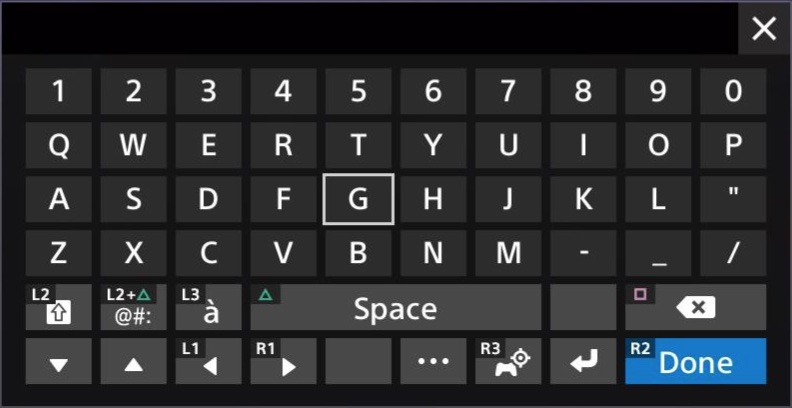 1 2 3 4 5 6 7 8 9 0
Q W E R T Y U I O P
A S D F G H J K L "
Z X C V B N M - _ /
L2 L2+△ @#: L3 à △ Space □
L1 R1 ... R3 R2 Done